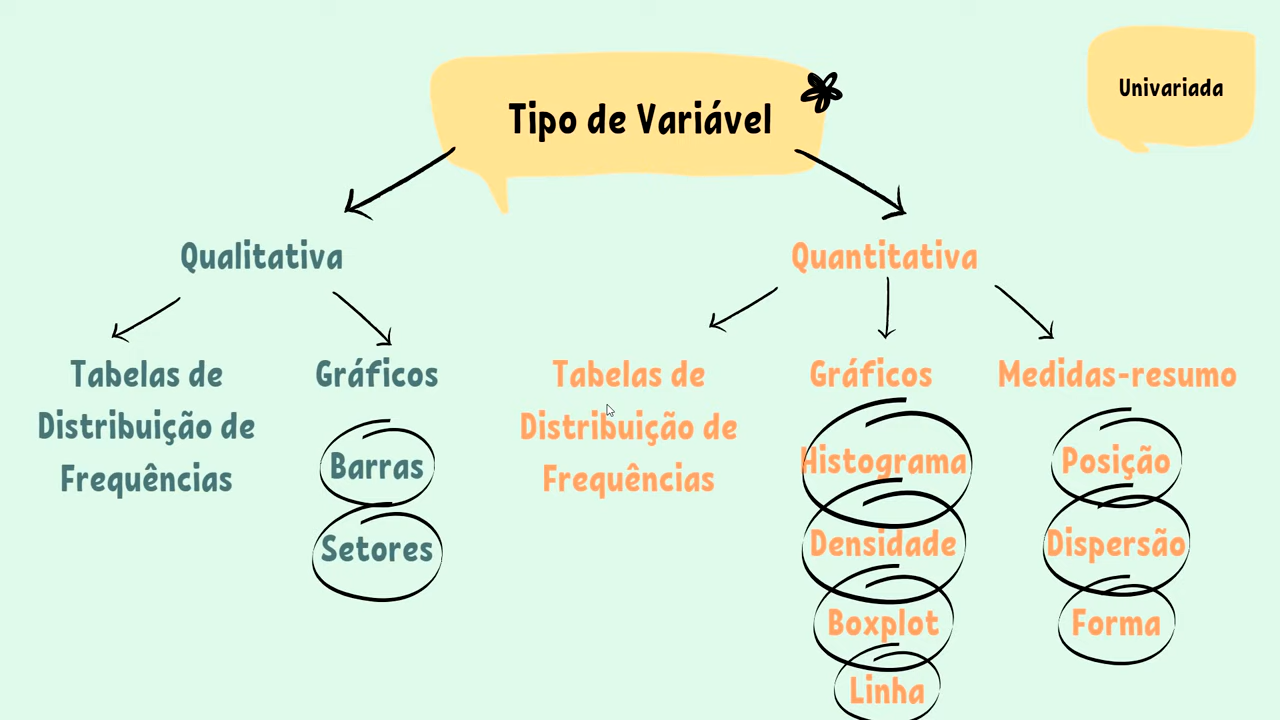 Tipo de Variável
Univariada
Qualitativa
Quantitativa
Tabelas de
Distribuição de
Frequências
Gráficos
Barras
Setores
Tabelas de
Distribuição de
Frequências
Gráficos
Histograma
Densidade
Boxplot
Linha
Medidas-resumo
Posição
Dispersão
Forma